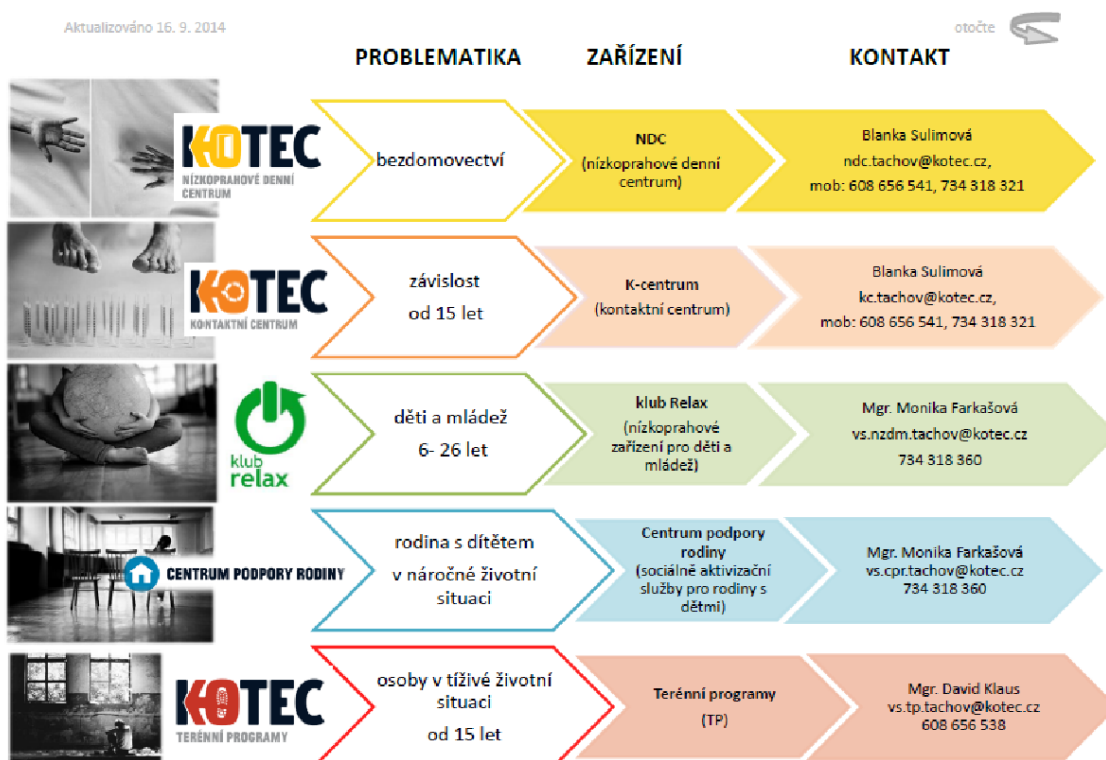 Aktualizováno 16. 9. 2014
otočte
PROBLEMATIKA
ZAŘÍZENÍ
KONTAKT
KOTEC
NÍZKOPRAHOVÉ DENNÍ
CENTRUM
bezdomovectví
NDC
(nízkoprahové denní
centrum)
Blanka Sulimová
ndc.tachov@kotec.cz,
mob: 608 656 541, 734 318 321
KOTEC
KONTAKTNÍ CENTRUM
závislost
od 15 let
K-centrum
(kontaktní centrum)
Blanka Sulimová
kc.tachov@kotec.cz,
mob: 608 656 541, 734 318 321
klub
relax
děti a mládež
6- 26 let
klub Relax
(nízkoprahové
zařízení pro děti a
mládež)
Mgr. Monika Farkašová
vs.nzdm.tachov@kotec.cz
734 318 360
CENTRUM PODPORY RODINY
rodina s dítětem
v náročné životní
situaci
Centrum podpory
rodiny
(sociálně aktivizační
služby pro rodiny s
dětmi)
Mgr. Monika Farkašová
vs.cpr.tachov@kotec.cz
734 318 360
KOTEC
TERÉNNÍ PROGRAMY
osoby v tíživé životní
situaci
od 15 let
Terénní programy
(TP)
Mgr. David Klaus
vs.tp.tachov@kotec.cz
608 656 538